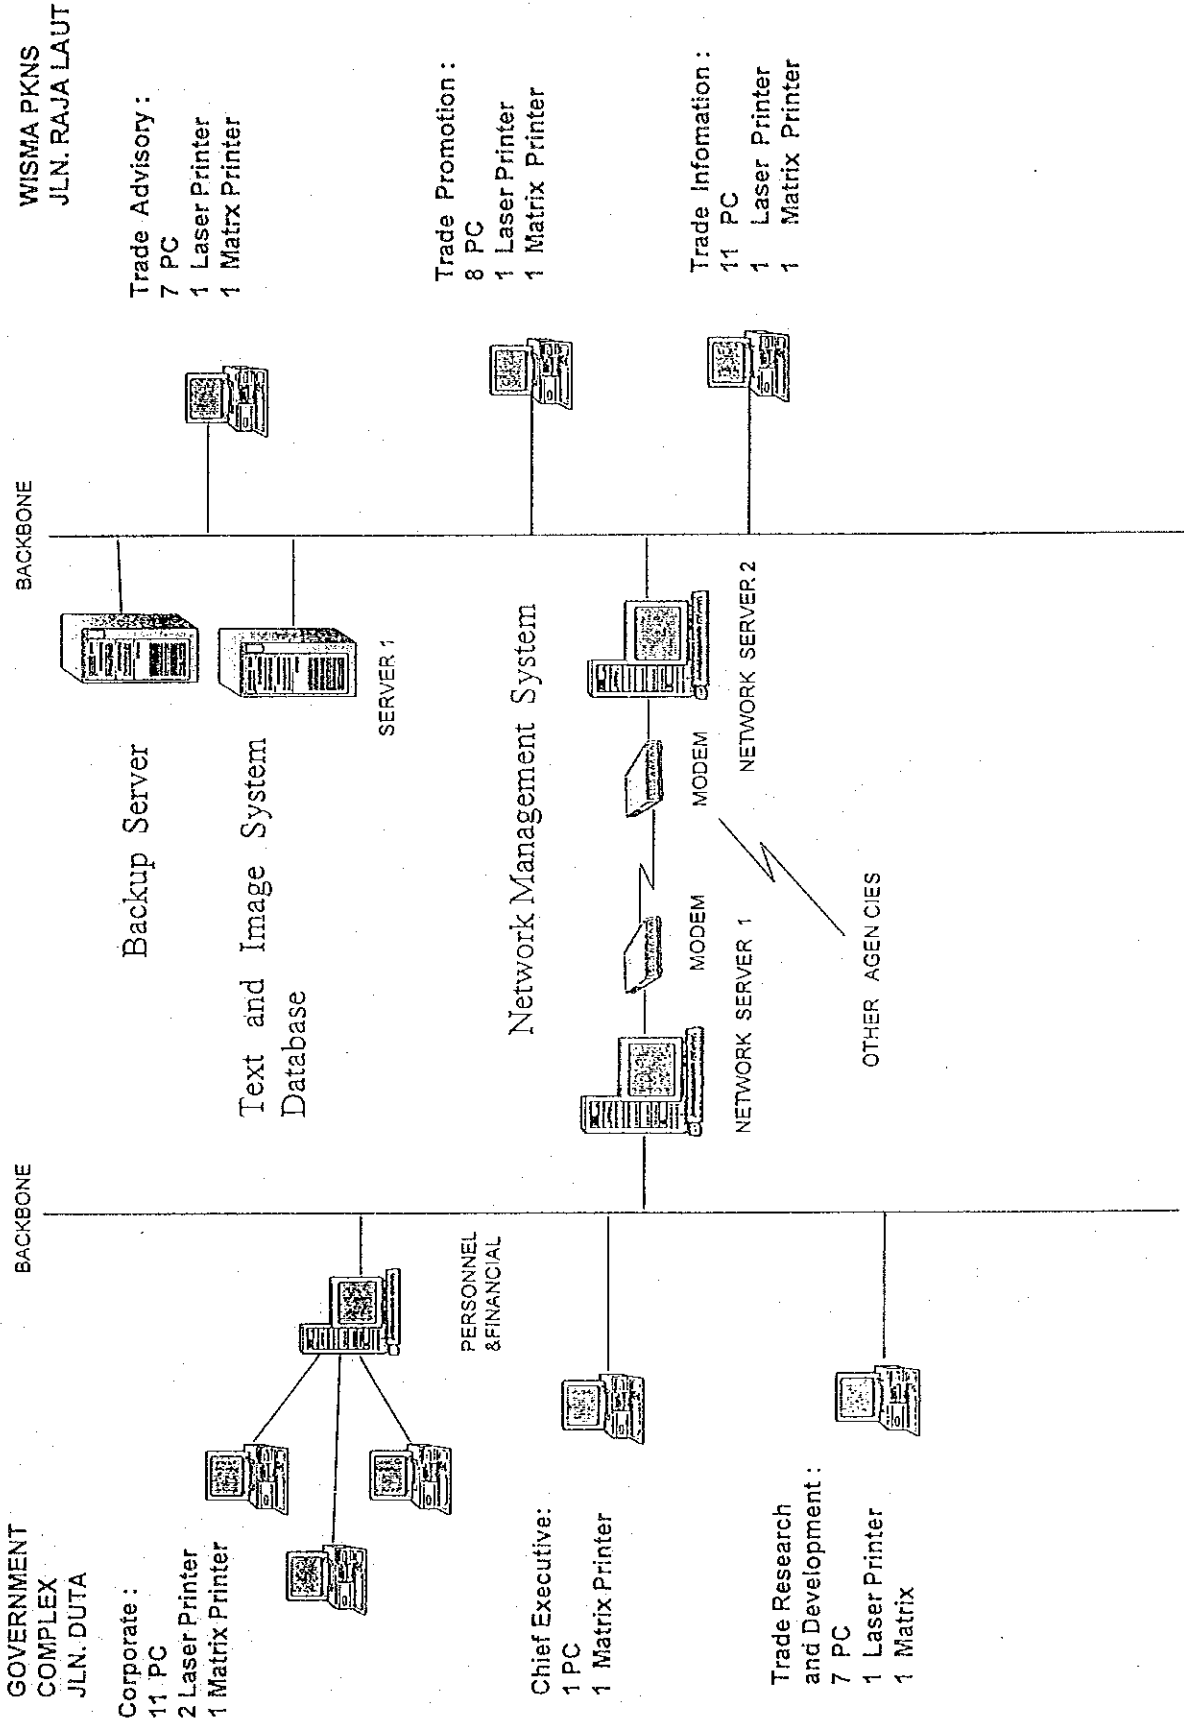 GOVERNMENT
COMPLEX
JLN. DUTA
Corporate :
11 PC
2 Laser Printer
1 Matrix Printer
PERSONNEL
&FINANCIAL
Chief Executive:
1 PC
1 Matrix Printer
Trade Research
and Development :
7 PC
1 Laser Printer
1 Matrix
BACKBONE
Backup Server
Text and Image System
Database
SERVER 1
Network Management System
NETWORK SERVER 1
MODEM
MODEM
NETWORK SERVER 2
OTHER AGENCIES
BACKBONE
WISMA PKNS
JLN. RAJA LAUT
Trade Advisory :
7 PC
1 Laser Printer
1 Matrx Printer
Trade Promotion :
8 PC
1 Laser Printer
1 Matrix Printer
Trade Infomation :
11 PC
1 Laser Printer
1 Matrix Printer